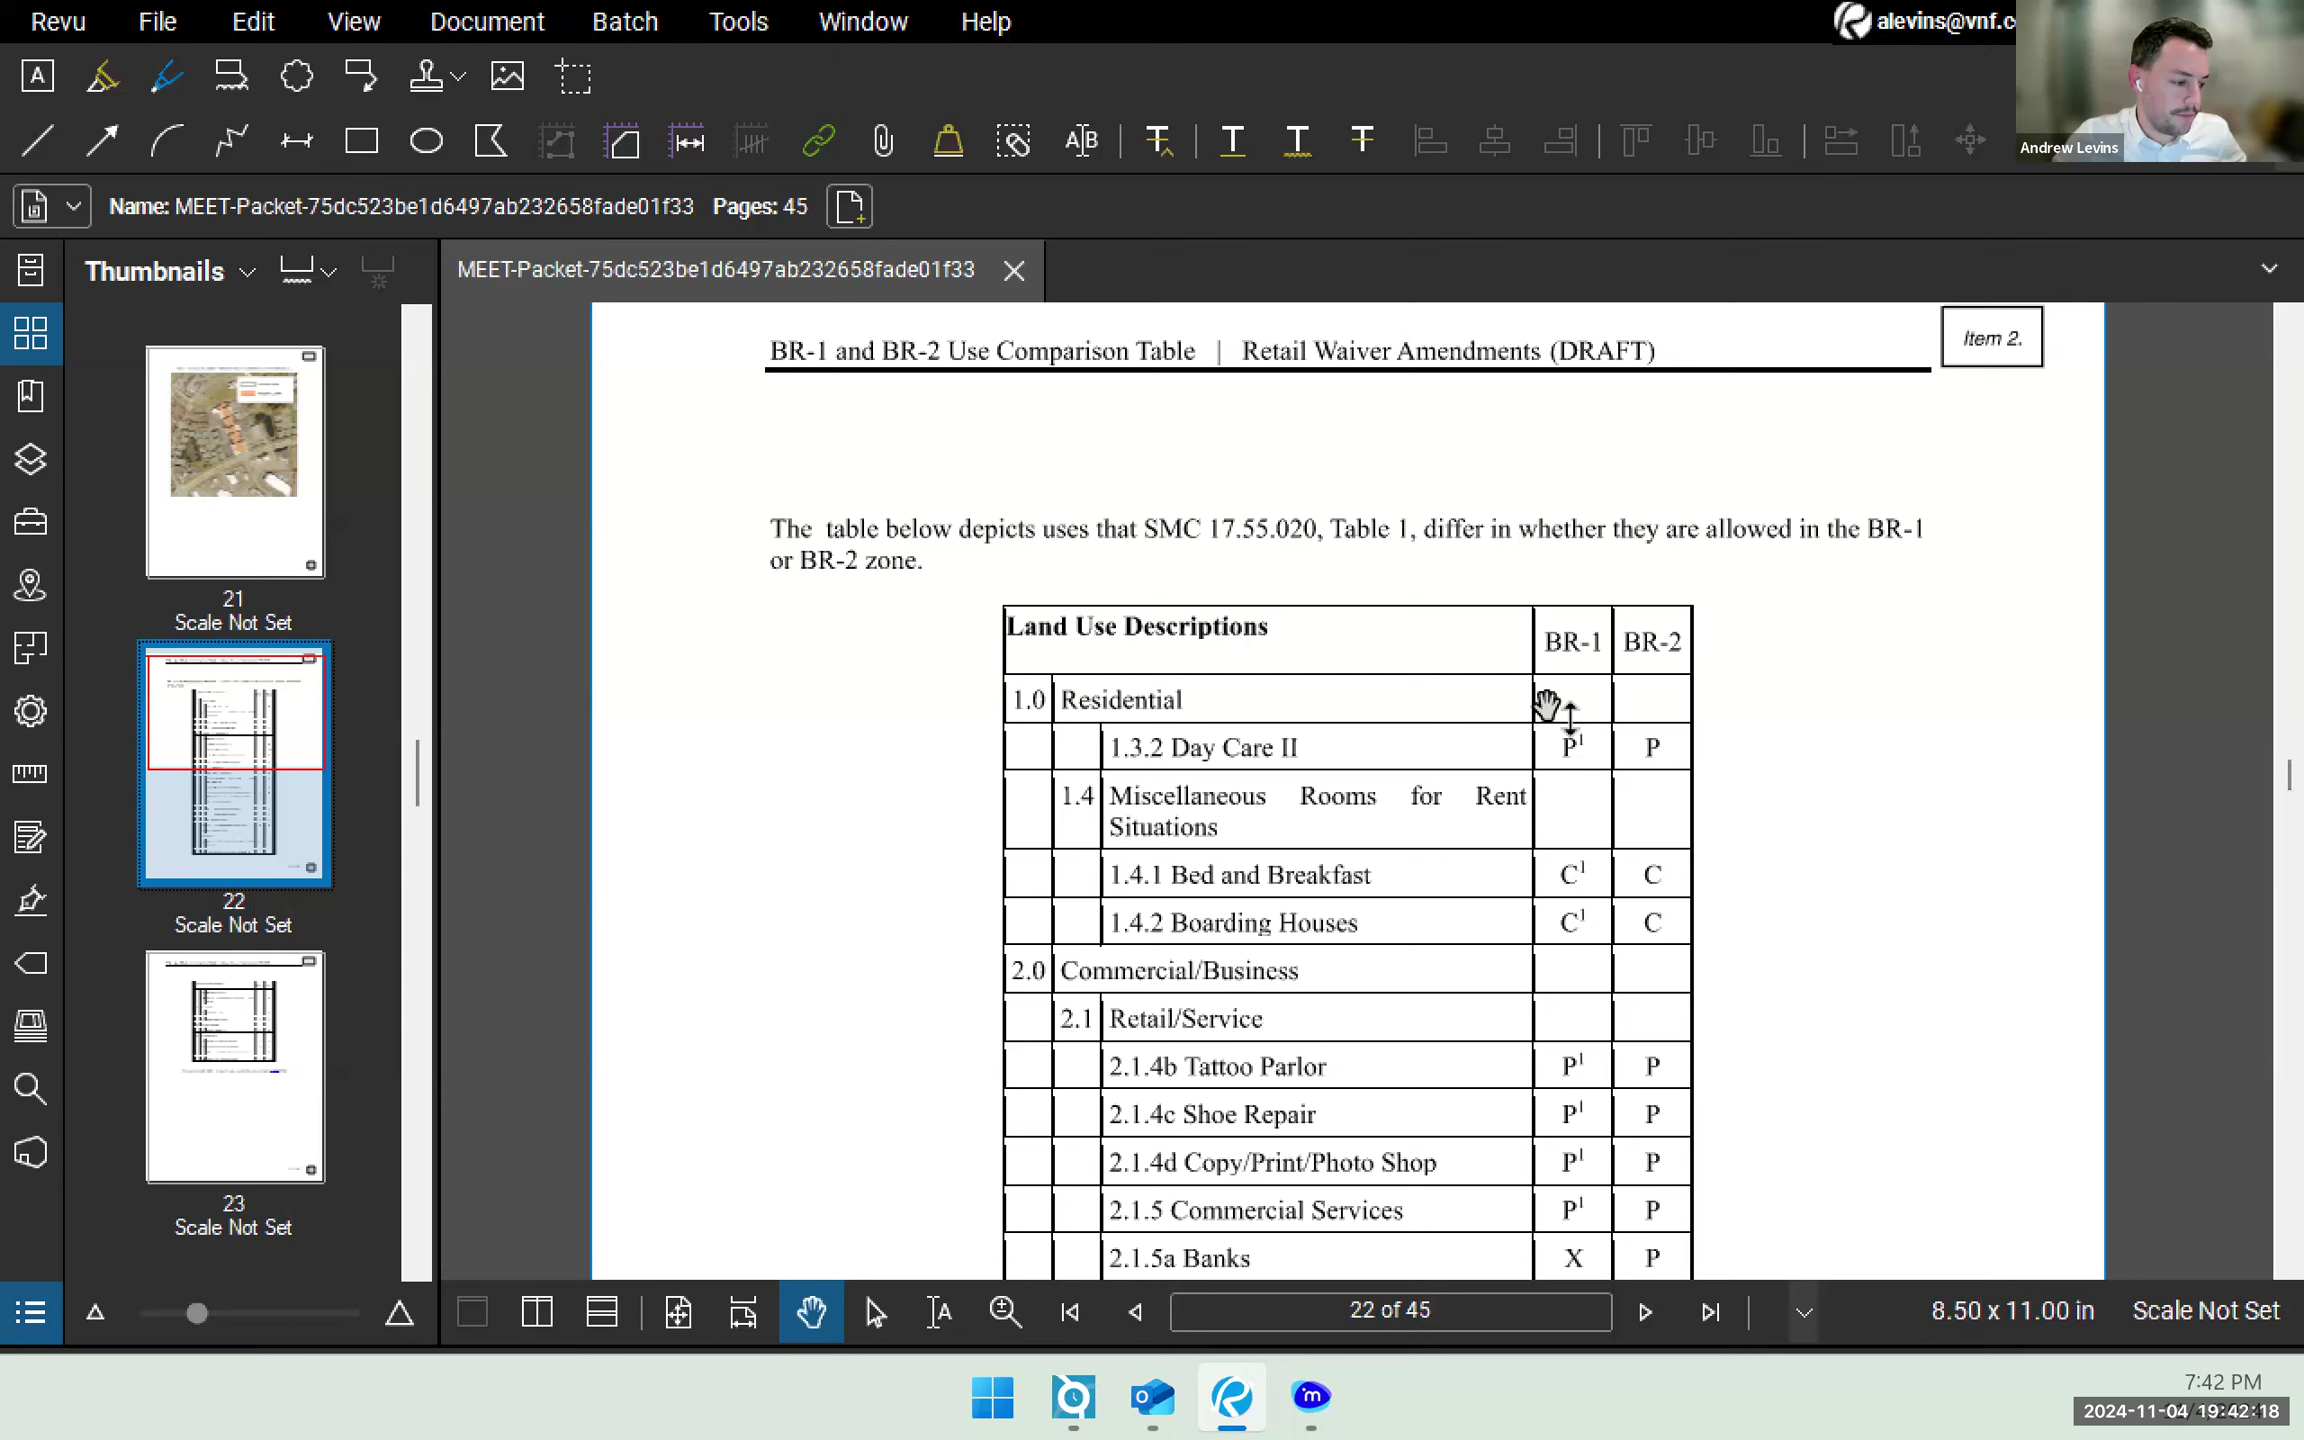 Revu File Edit View Document Batch Tools Window Help alevins@vnf.c
Andrew Levins
Name: MEET-Packet-75dc523be1d6497ab232658fade01f33 Pages: 45
Thumbnails
MEET-Packet-75dc523be1d6497ab232658fade01f33
21
Scale Not Set
22
Scale Not Set
23
Scale Not Set
BR-1 and BR-2 Use Comparison Table | Retail Waiver Amendments (DRAFT)
Item 2.
The table below depicts uses that SMC 17.55.020, Table 1, differ in whether they are allowed in the BR-1
or BR-2 zone.
Land Use Descriptions BR-1 BR-2
1.0 Residential
1.3.2 Day Care II P¹ P
1.4 Miscellaneous Rooms for Rent
Situations
1.4.1 Bed and Breakfast C¹ C
1.4.2 Boarding Houses C¹ C
2.0 Commercial/Business
2.1 Retail/Service
2.1.4b Tattoo Parlor P¹ P
2.1.4c Shoe Repair P¹ P
2.1.4d Copy/Print/Photo Shop P¹ P
2.1.5 Commercial Services P¹ P
2.1.5a Banks X P
22 of 45
8.50 x 11.00 in Scale Not Set
7:42 PM
2024-11-04 19:42:18